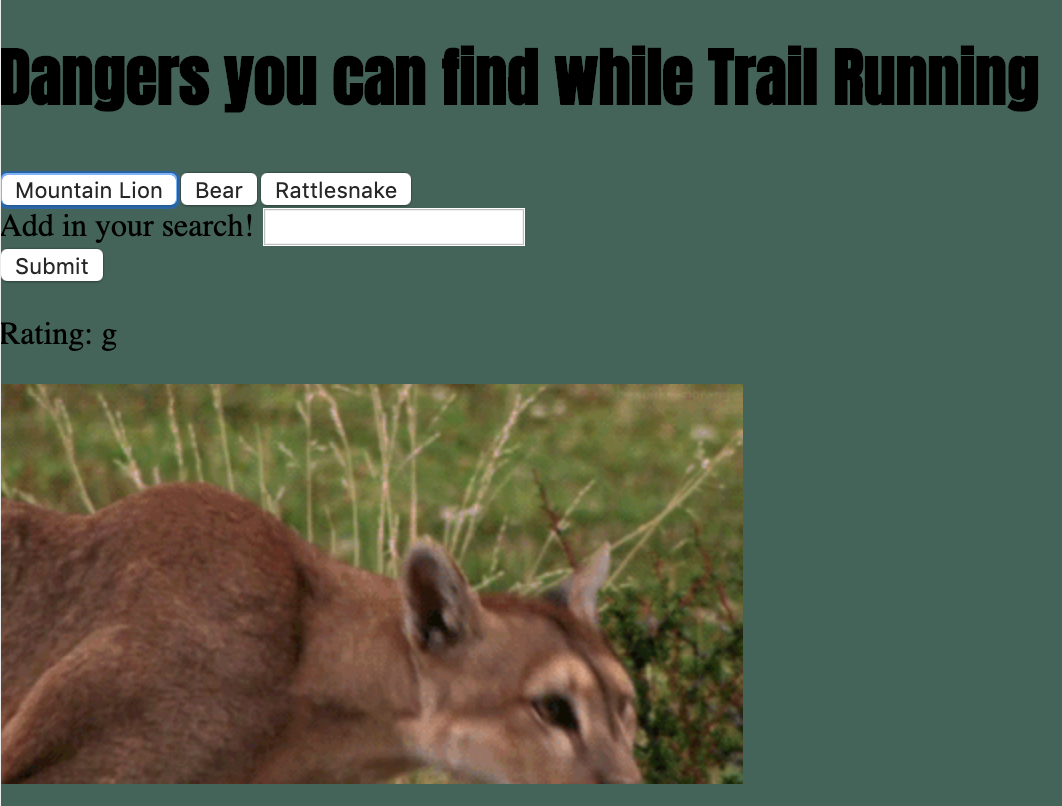 Dangers you can find while Trail Running
Mountain Lion Bear Rattlesnake
Add in your search!
Submit
Rating: g